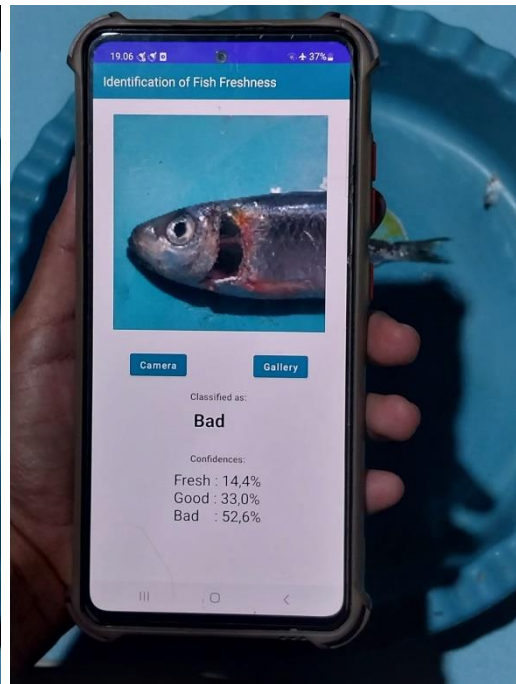 19.06 37%
Identification of Fish Freshness
Camera Gallery
Classified as:
Bad
Confidences:
Fresh : 14,4%
Good : 33,0%
Bad : 52,6%